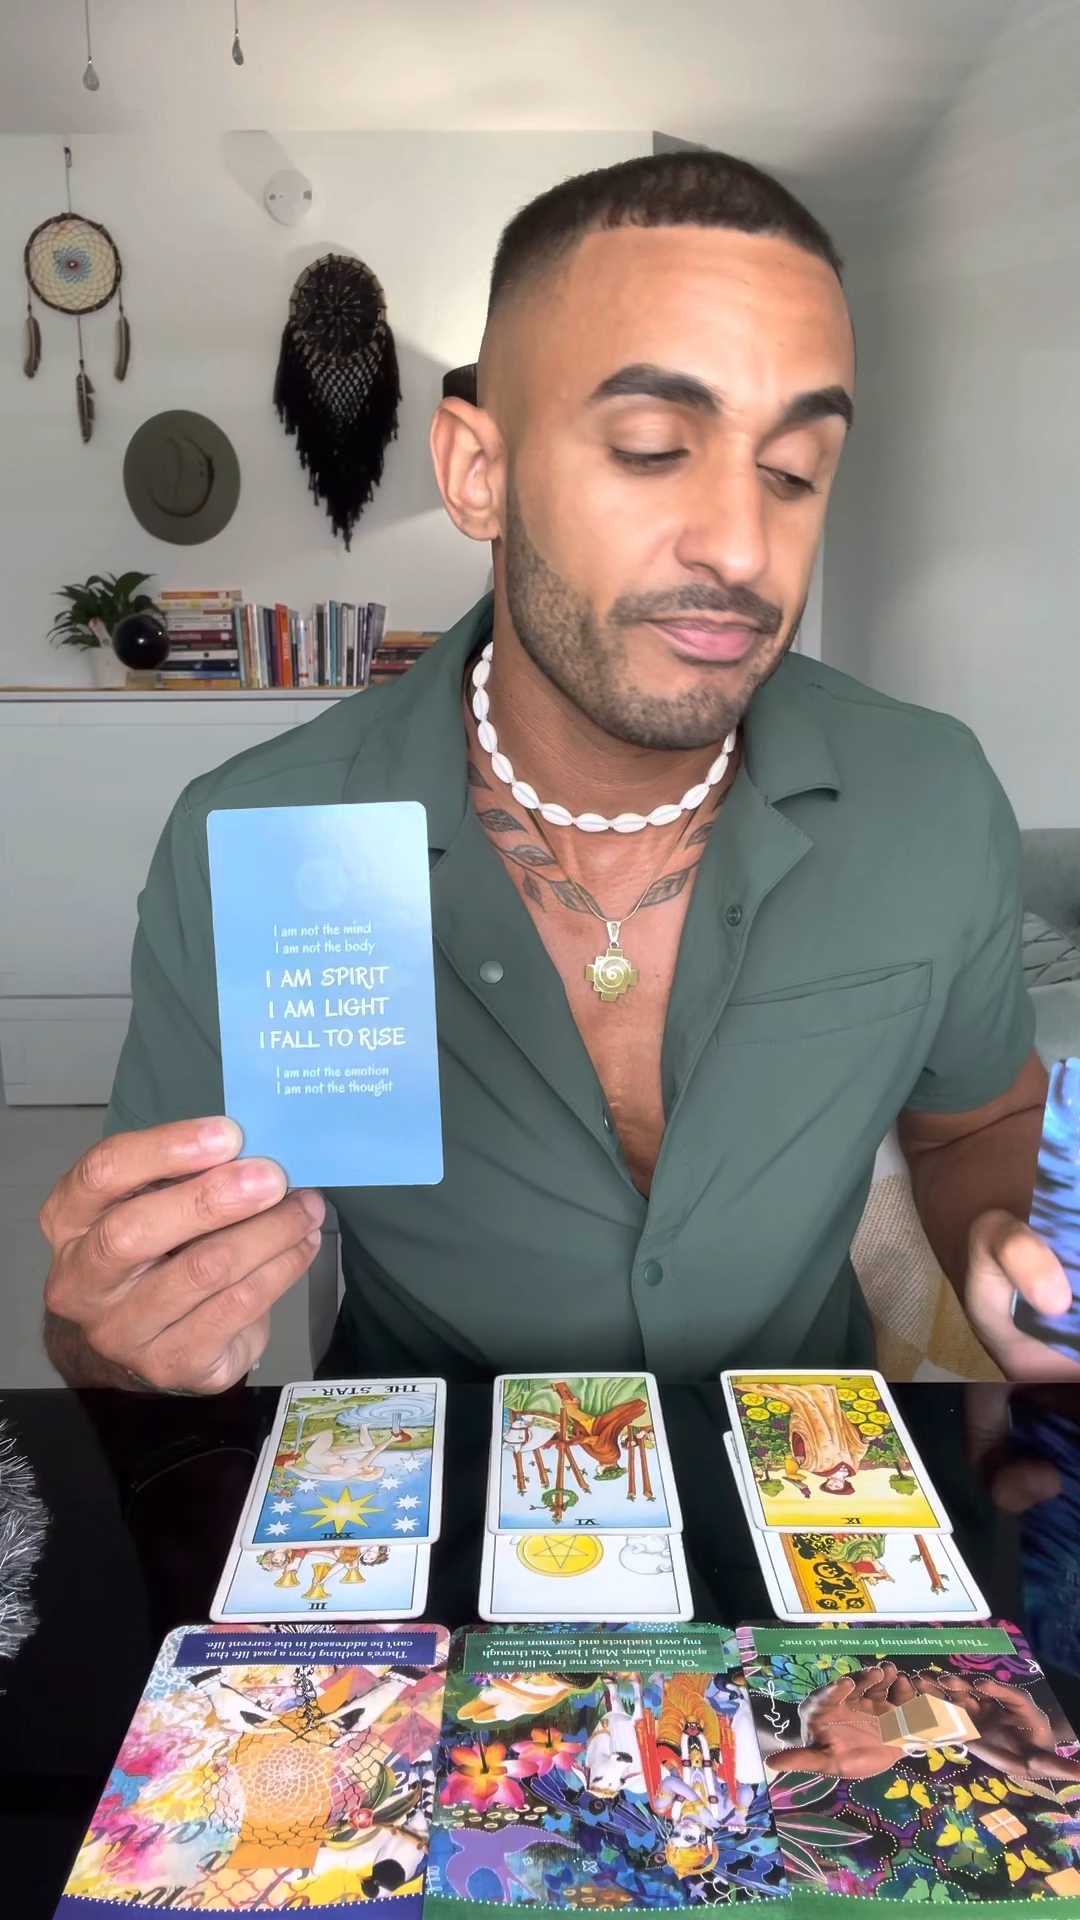 I am not the mind
I am not the body
I AM SPIRIT
I AM LIGHT
I FALL TO RISE
I am not the emotion
I am not the thought
THE STAR.
XVII
VI
IX
III
There's nothing from a past life that
can't be addressed in the current life.
"Oh my Lord, wake me from life as a
spiritual sheep. May I hear You through
my own instincts and common sense."
"This is happening for me, not to me."